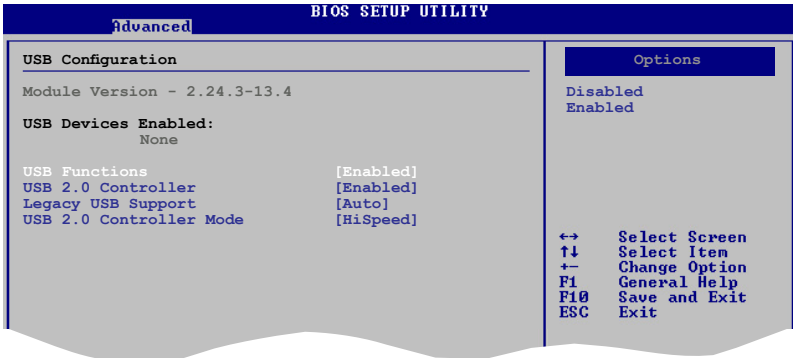 BIOS SETUP UTILITY
Advanced
USB Configuration
Module Version - 2.24.3-13.4
USB Devices Enabled:
None
USB Functions [Enabled]
USB 2.0 Controller [Enabled]
Legacy USB Support [Auto]
USB 2.0 Controller Mode [HiSpeed]
Options
Disabled
Enabled
←→ Select Screen
↑↓ Select Item
+- Change Option
F1 General Help
F10 Save and Exit
ESC Exit